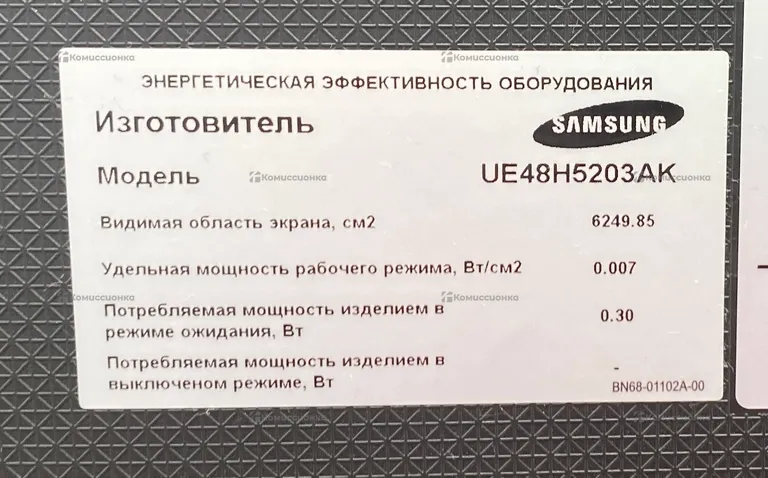 Комиссионка Комиссионка
ЭНЕРГЕТИЧЕСКАЯ ЭФФЕКТИВНОСТЬ ОБОРУДОВАНИЯ
Изготовитель SAMSUNG
Модель Комиссионка UE48H5203AK Комиссионка
Видимая область экрана, см2 6249.85
Удельная мощность рабочего режима, Вт/см2 0.007
Комиссионка Комиссионка
Потребляемая мощность изделием в
режиме ожидания, Вт 0.30
Потребляемая мощность изделием в
выключеном режиме, Вт -
BN68-01102A-00